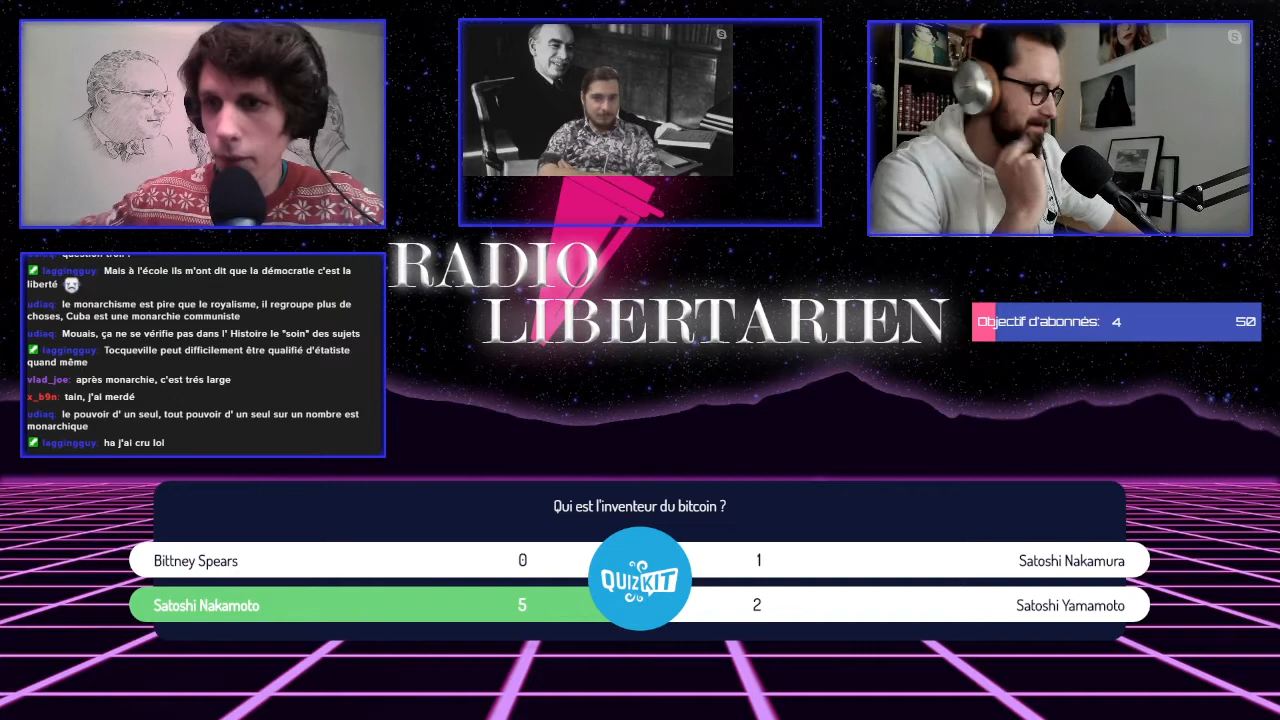 RADIO
LIBERTARIEN
laggingguy: Mais à l'école ils m'ont dit que la démocratie c'est la
liberté
udiaq: le monarchisme est pire que le royalisme, il regroupe plus de
choses, Cuba est une monarchie communiste
udiaq: Mouais, ça ne se vérifie pas dans l' Histoire le "soin" des sujets
laggingguy: Tocqueville peut difficilement être qualifié d'étatiste
quand même
vlad_joe: après monarchie, c'est trés large
x_b9n: tain, j'ai merdé
udiaq: le pouvoir d' un seul, tout pouvoir d' un seul sur un nombre est
monarchique
laggingguy: ha j'ai cru lol
Objectif d'abonnés: 4 50
Qui est l'inventeur du bitcoin ?
Bittney Spears 0
1 Satoshi Nakamura
Satoshi Nakamoto 5
2 Satoshi Yamamoto
QUIZKIT